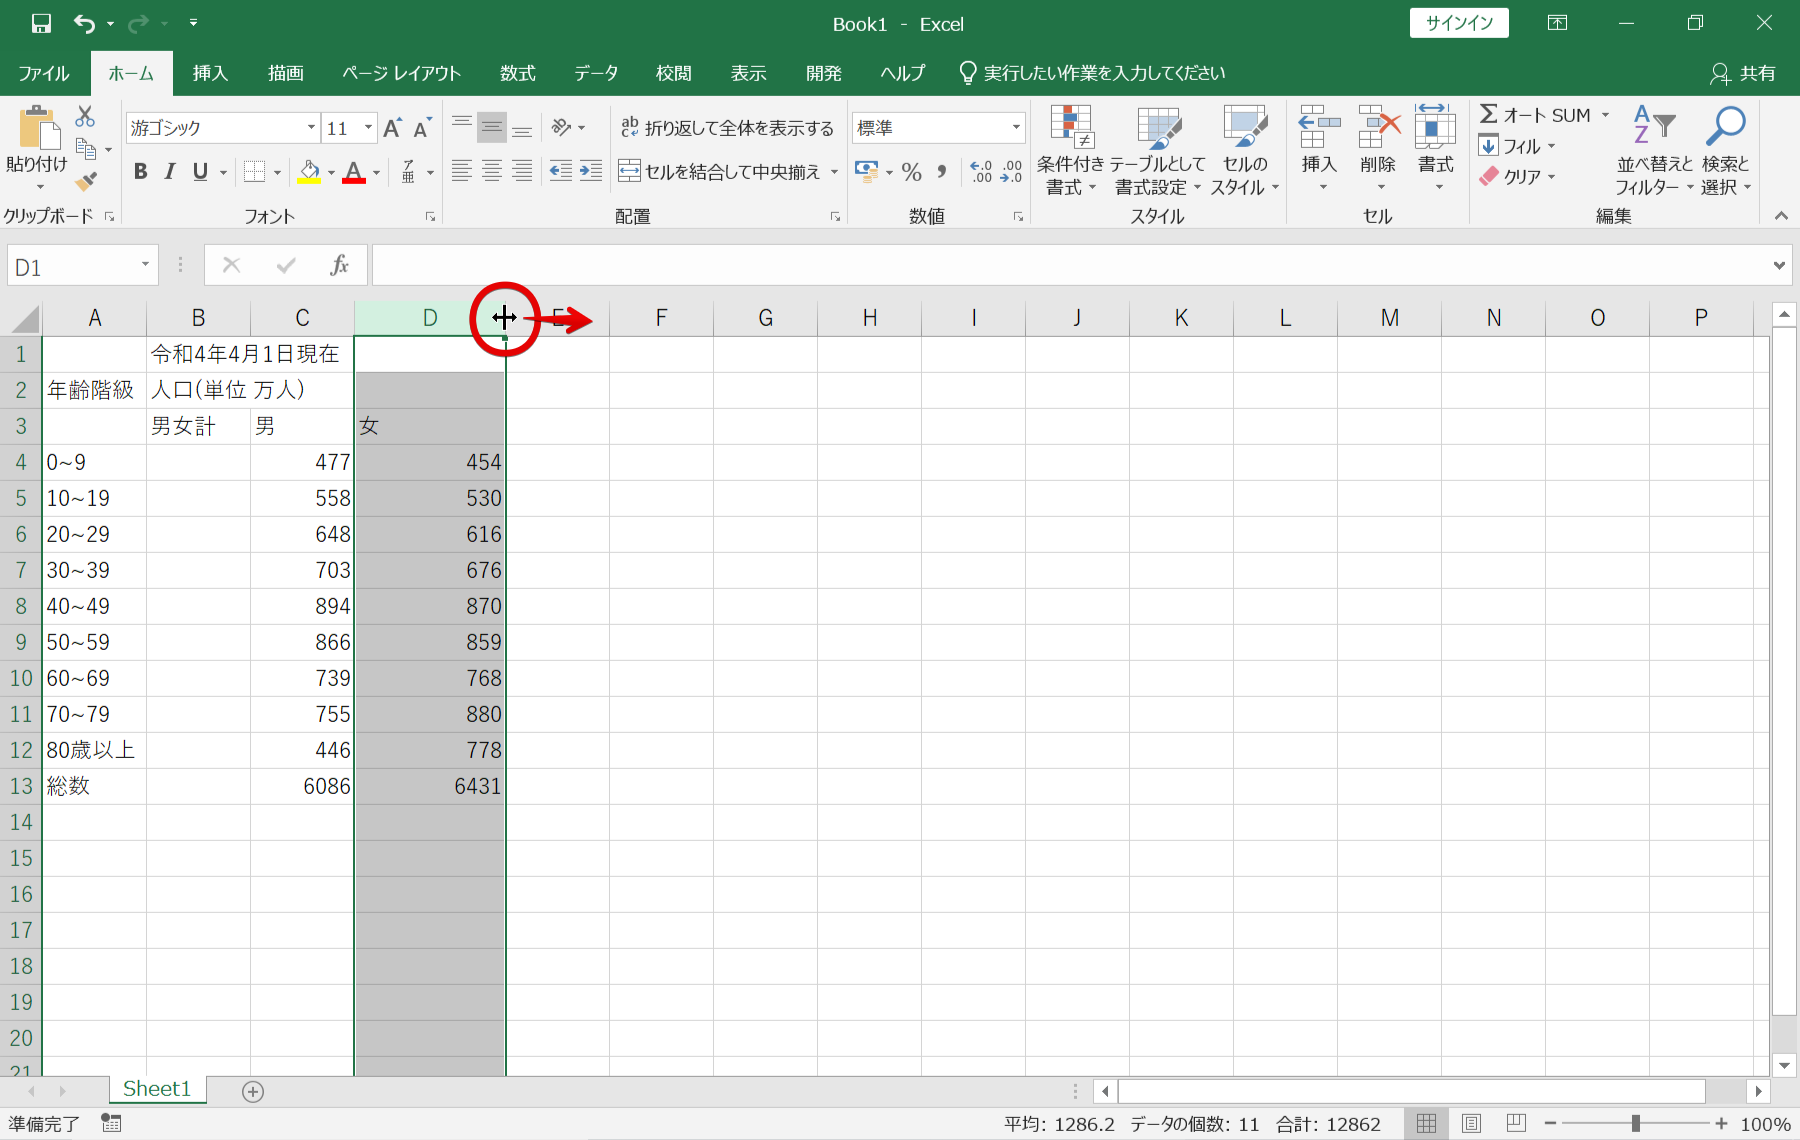 Book1 - Excel
サインイン
ファイル ホーム 挿入 描画 ページ レイアウト 数式 データ 校閲 表示 開発 ヘルプ 実行したい作業を入力してください 共有
貼り付け
クリップボード
游ゴシック 11 A A
B I U A ア亜
フォント
ab 折り返して全体を表示する
セルを結合して中央揃え
配置
標準
% , .0 .00 .00 .0
数値
条件付き書式 テーブルとして書式設定 セルのスタイル
スタイル
挿入 削除 書式
セル
Σ オート SUM
フィル
クリア
並べ替えとフィルター 検索と選択
編集
D1 fx
A B C D E F G H I J K L M N O P
1 令和4年4月1日現在
2 年齢階級 人口(単位 万人)
3 男女計 男 女
4 0~9 477 454
5 10~19 558 530
6 20~29 648 616
7 30~39 703 676
8 40~49 894 870
9 50~59 866 859
10 60~69 739 768
11 70~79 755 880
12 80歳以上 446 778
13 総数 6086 6431
14
15
16
17
18
19
20
21
Sheet1
準備完了 平均: 1286.2 データの個数: 11 合計: 12862 100%